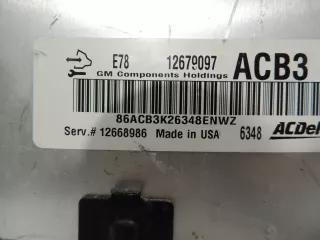 E78 12679097 ACB3
GM Components Holdings
86ACB3K26348ENWZ
Serv.# 12668986 Made in USA 6348